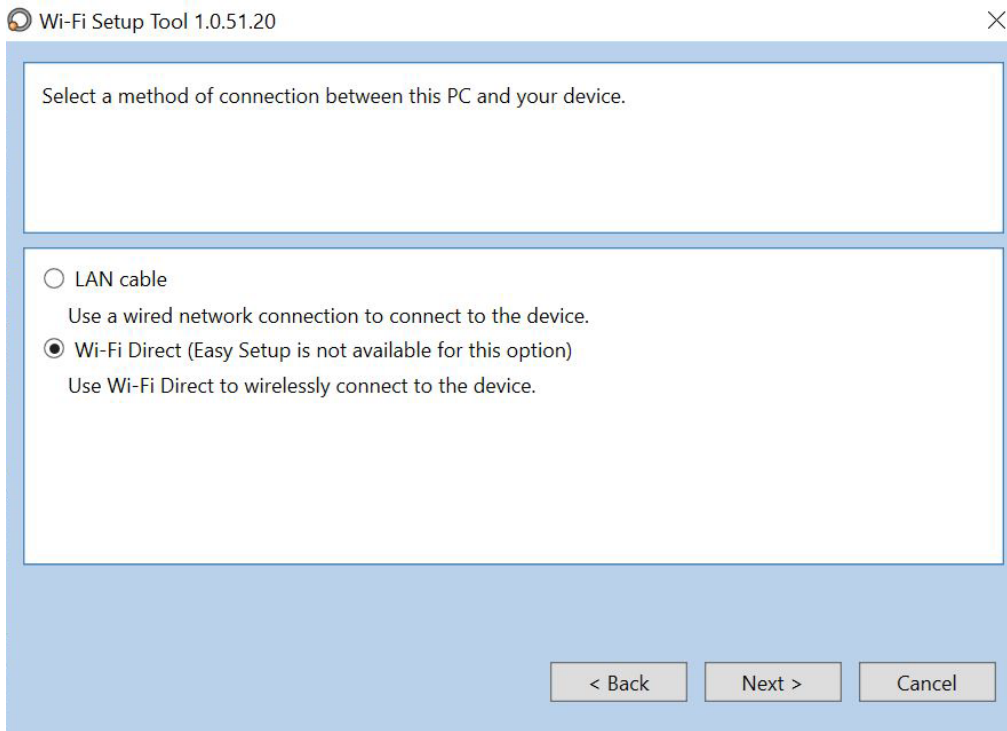 Wi-Fi Setup Tool 1.0.51.20
Select a method of connection between this PC and your device.
LAN cable
Use a wired network connection to connect to the device.
Wi-Fi Direct (Easy Setup is not available for this option)
Use Wi-Fi Direct to wirelessly connect to the device.
< Back Next > Cancel